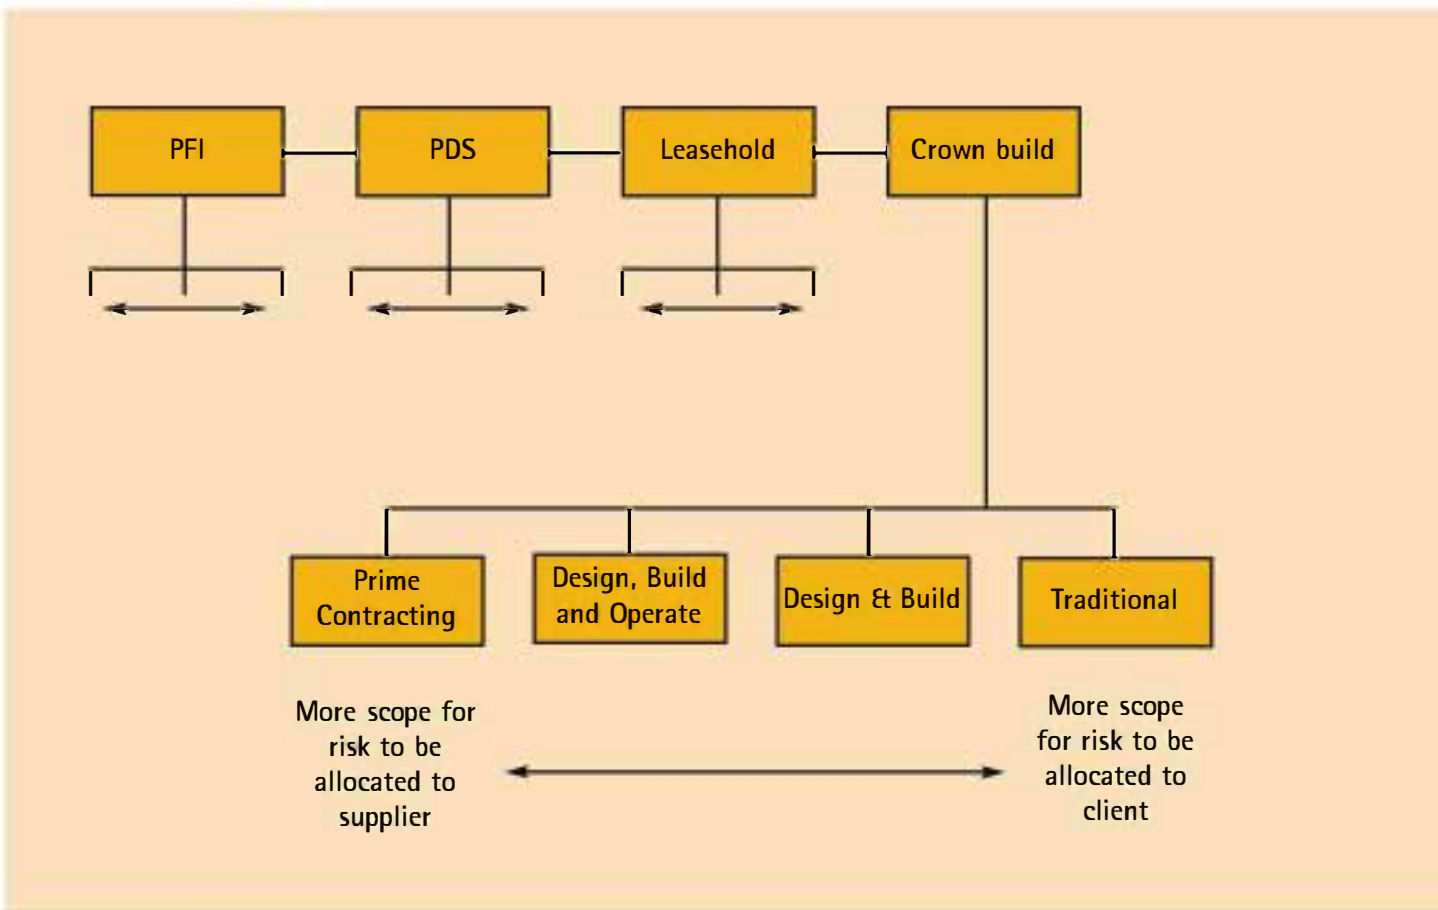 PFI
PDS
Leasehold
Crown build
Prime
Contracting
Design, Build
and Operate
Design & Build
Traditional
More scope for
risk to be
allocated to
supplier
More scope
for risk to be
allocated to
client